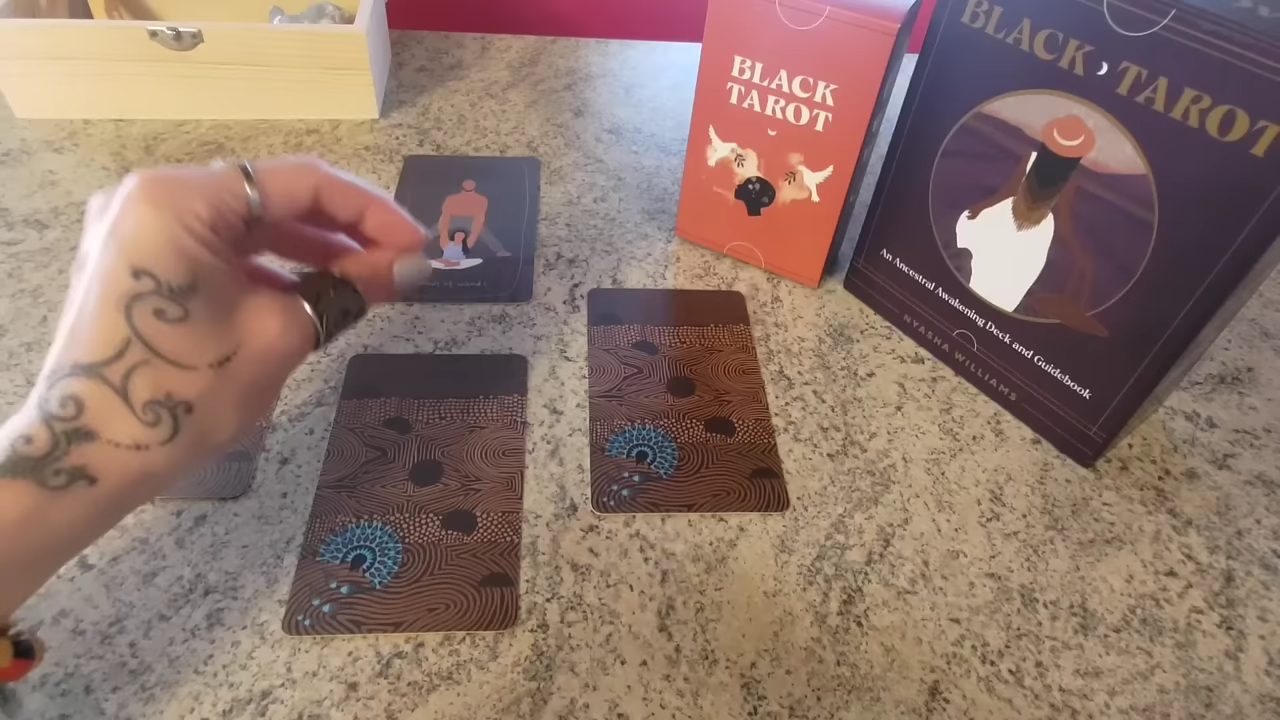 BLACK
TAROT
BLACK TAROT
An Ancestral Awakening Deck and Guidebook
NYASHA WILLIAMS